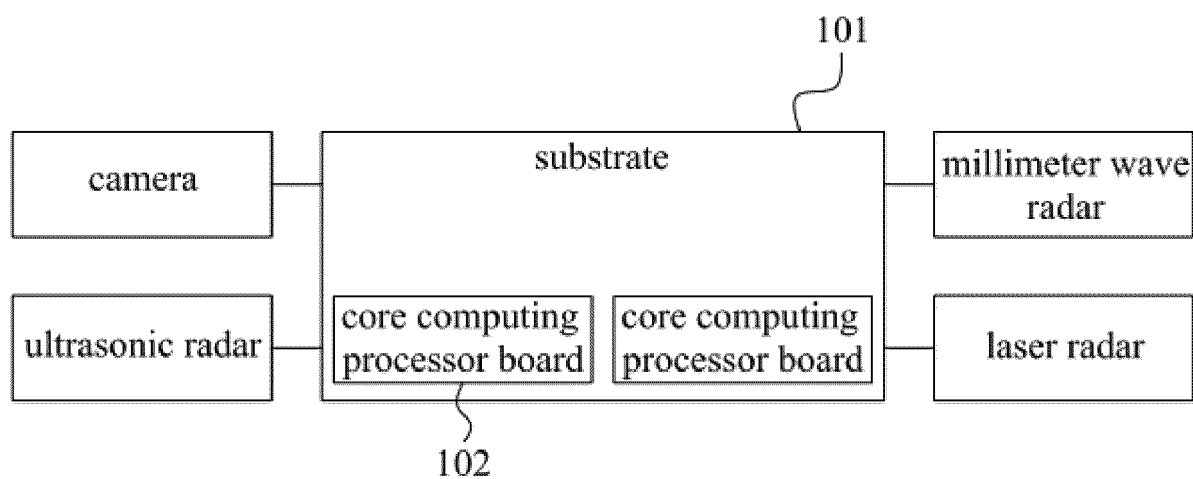 101
camera
substrate
millimeter wave
radar
ultrasonic radar
core computing
processor board
core computing
processor board
laser radar
102